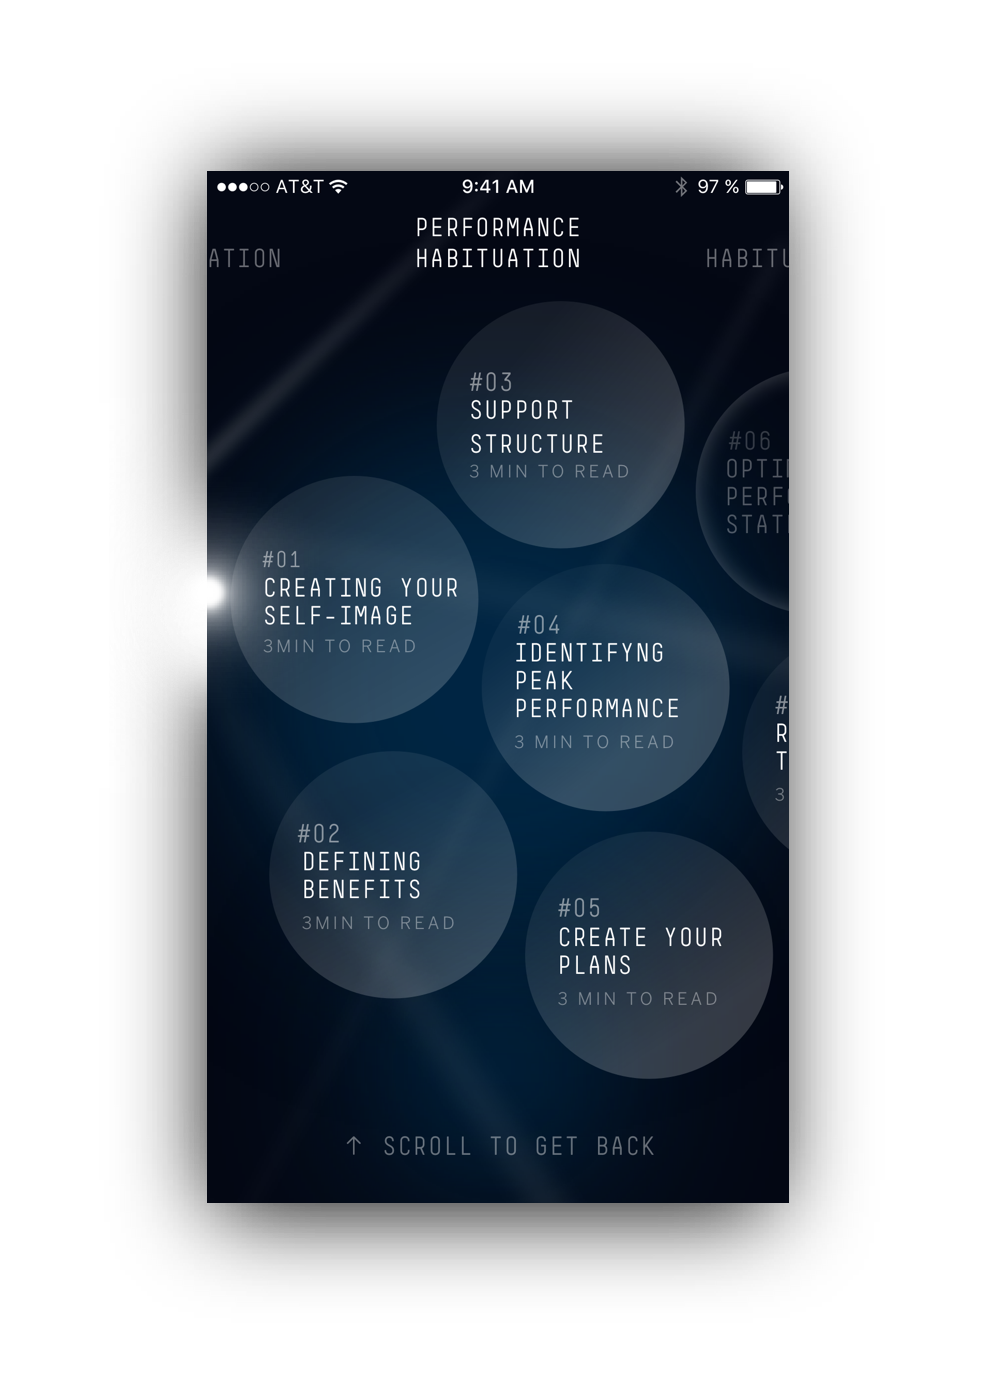 AT&T 9:41 AM 97 %
PERFORMANCE
ATION HABITUATION HABITU
#03
SUPPORT
STRUCTURE
3 MIN TO READ
#06
OPTI
PERF
STAT
#01
CREATING YOUR
SELF-IMAGE
3MIN TO READ
#04
IDENTIFYNG
PEAK
PERFORMANCE
3 MIN TO READ
#
R
T
3
#02
DEFINING
BENEFITS
3MIN TO READ
#05
CREATE YOUR
PLANS
3 MIN TO READ
↑ SCROLL TO GET BACK